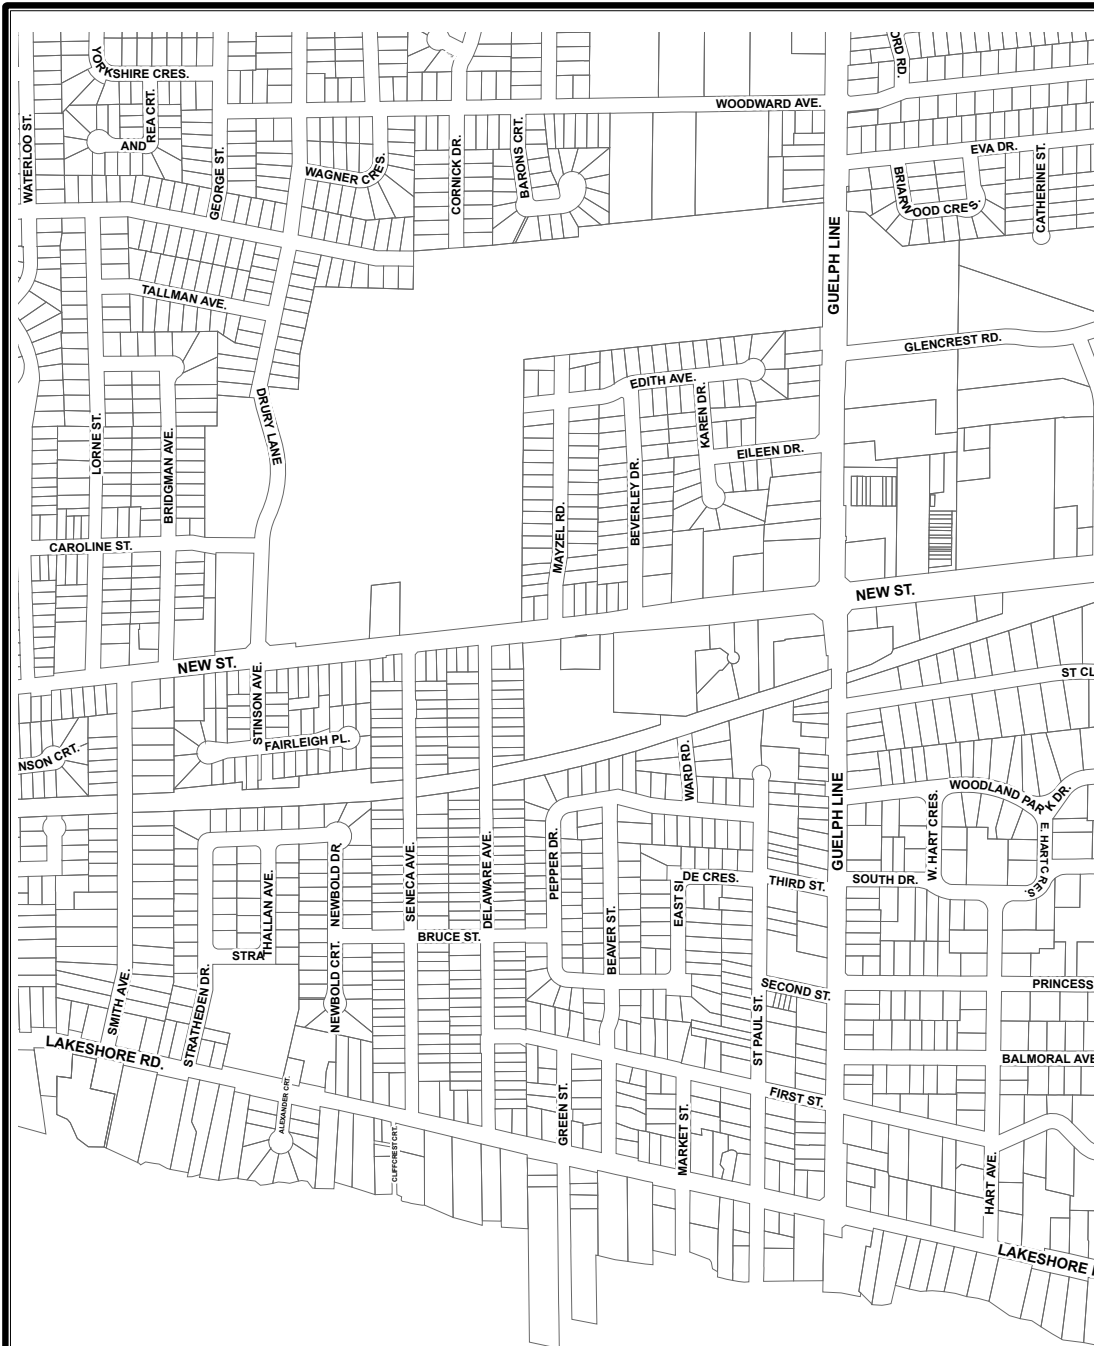 ORD RD.
YORKSHIRE CRES.
REA CRT.
WOODWARD AVE.
WATERLOO ST.
AND
GEORGE ST.
WAGNER CRES.
CORNICK DR.
BARONS CRT.
EVA DR.
BRIARWOOD CRES.
CATHERINE ST.
GUELPH LINE
TALLMAN AVE.
GLENCREST RD.
EDITH AVE.
KAREN DR.
DRURY LANE
LORNE ST.
BRIDGMAN AVE.
EILEEN DR.
BEVERLEY DR.
MAYZEL RD.
CAROLINE ST.
NEW ST.
NEW ST.
STINSON AVE.
ST CL
FAIRLEIGH PL.
NSON CRT.
WARD RD.
WOODLAND PARK DR.
GUELPH LINE
W. HART CRES.
E. HART CRES.
PEPPER DR.
NEWBOLD DR.
SENECA AVE.
DELAWARE AVE.
THALLAN AVE.
EAST SIDE CRES.
THIRD ST.
SOUTH DR.
BEAVER ST.
BRUCE ST.
STRA
NEWBOLD CRT.
SECOND ST.
PRINCESS
SMITH AVE.
STRATHEDEN DR.
ST PAUL ST.
LAKESHORE RD.
BALMORAL AVE
ALEXANDER CRT.
GREEN ST.
MARKET ST.
FIRST ST.
CLIFFCREST CRT.
HART AVE.
LAKESHORE